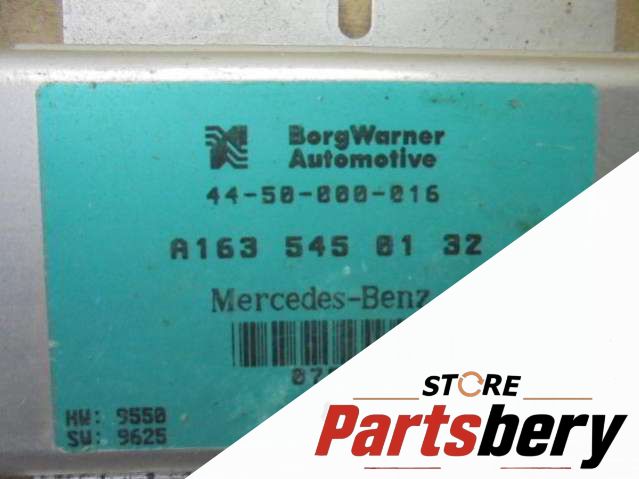 BorgWarner
Automotive
44-50-000-016
A163 545 01 32
Mercedes-Benz
HW: 9550
SW: 9625
STORE
Partsbery